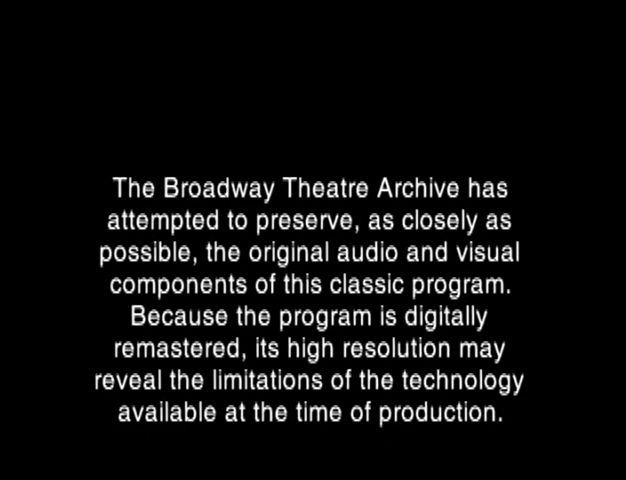 The Broadway Theatre Archive has
attempted to preserve, as closely as
possible, the original audio and visual
components of this classic program.
Because the program is digitally
remastered, its high resolution may
reveal the limitations of the technology
available at the time of production.